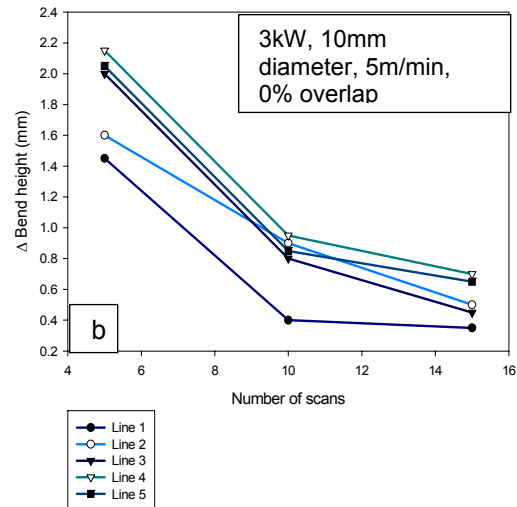 3kW, 10mm
diameter, 5m/min,
0% overlap
2.4
2.2
2.0
1.8
1.6
1.4
1.2
1.0
0.8
0.6
0.4
0.2
Δ Bend height (mm)
b
4 6 8 10 12 14 16
Number of scans
Line 1
Line 2
Line 3
Line 4
Line 5